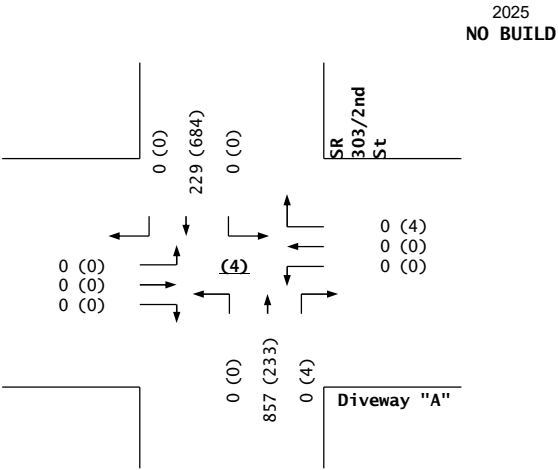 2025
NO BUILD
SR
303/2nd
St
0 (0)
229 (684)
0 (0)
0 (4)
0 (0)
0 (0)
0 (0)
0 (0)
0 (0)
(4)
0 (0)
857 (233)
0 (4)
Diveway "A"